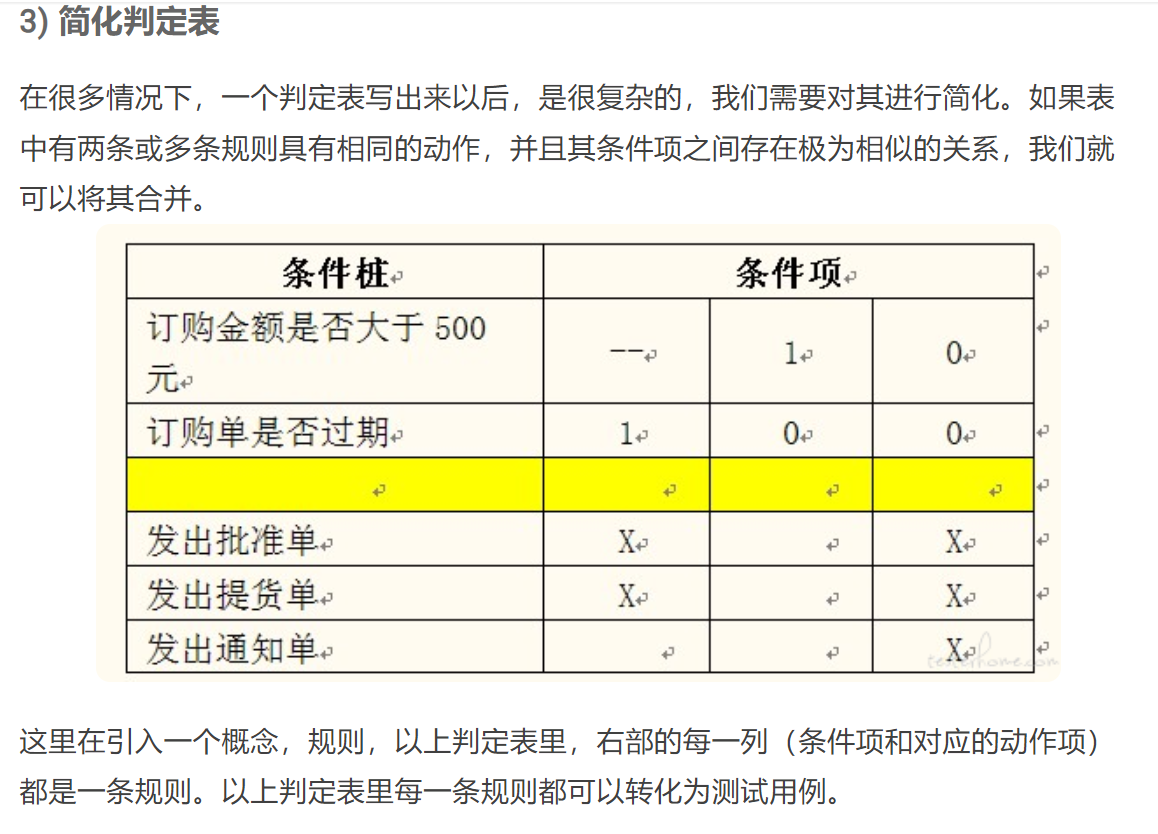 3) 简化判定表
在很多情况下，一个判定表写出来以后，是很复杂的，我们需要对其进行简化。如果表
中有两条或多条规则具有相同的动作，并且其条件项之间存在极为相似的关系，我们就
可以将其合并。
条件桩 条件项
订购金额是否大于 500
元 -- 1 0
订购单是否过期 1 0 0
发出批准单 X X
发出提货单 X X
发出通知单 X
testerhome.com
这里在引入一个概念，规则，以上判定表里，右部的每一列（条件项和对应的动作项）
都是一条规则。以上判定表里每一条规则都可以转化为测试用例。